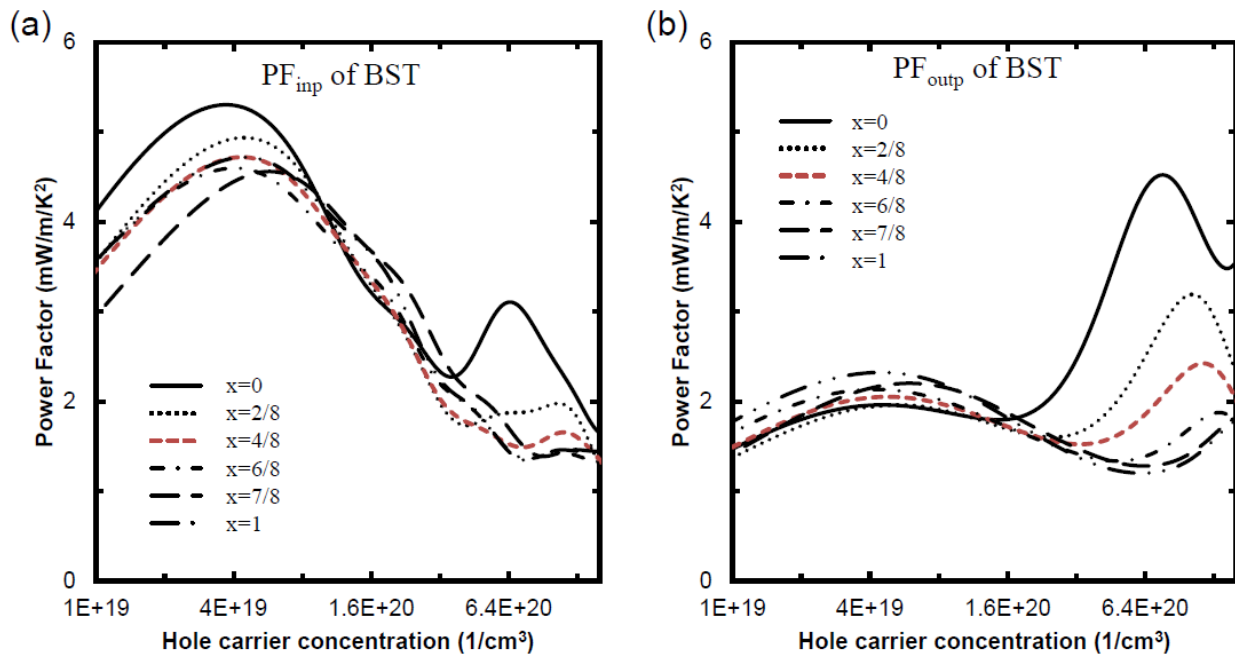 (a)
PFinp of BST
6
4
2
0
Power Factor (mW/m/K²)
x=0
x=2/8
x=4/8
x=6/8
x=7/8
x=1
1E+19 4E+19 1.6E+20 6.4E+20
Hole carrier concentration (1/cm³)
(b)
PFoutp of BST
6
4
2
0
Power Factor (mW/m/K²)
x=0
x=2/8
x=4/8
x=6/8
x=7/8
x=1
1E+19 4E+19 1.6E+20 6.4E+20
Hole carrier concentration (1/cm³)